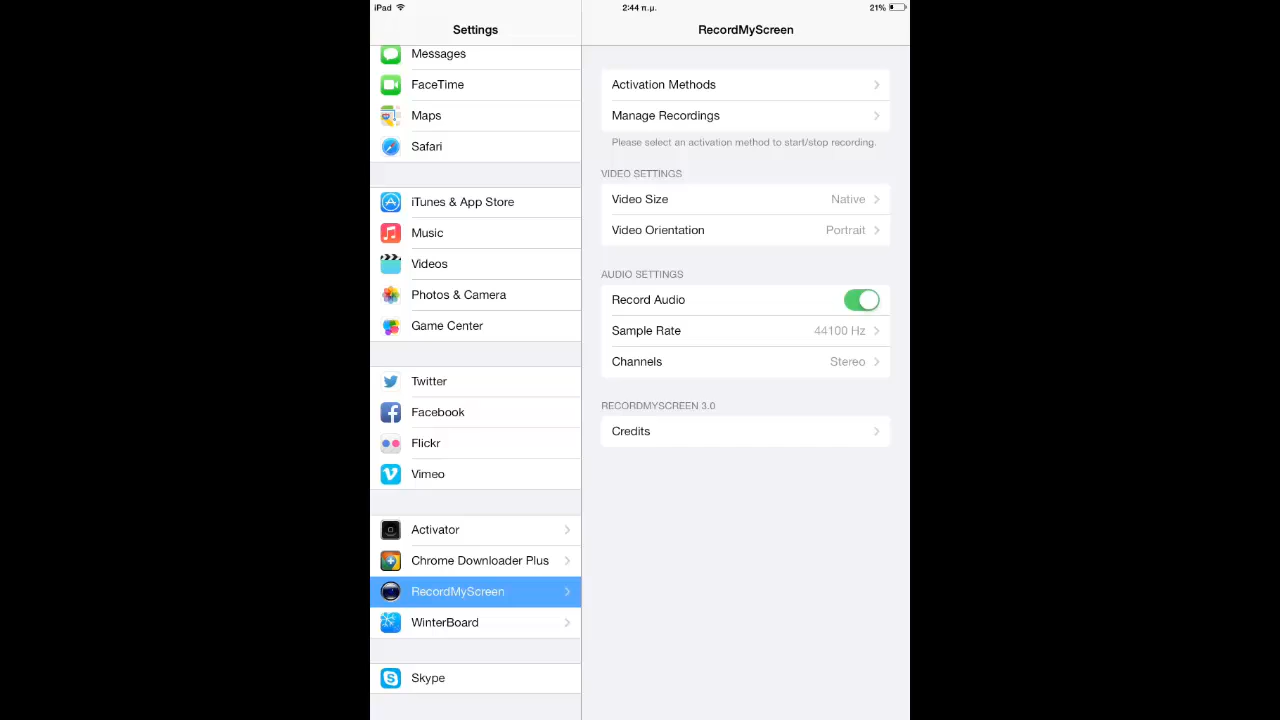 iPad
2:44 π.μ.
21%
Settings
Messages
FaceTime
Maps
Safari
iTunes & App Store
Music
Videos
Photos & Camera
Game Center
Twitter
Facebook
Flickr
Vimeo
Activator
Chrome Downloader Plus
RecordMyScreen
WinterBoard
Skype
RecordMyScreen
Activation Methods
Manage Recordings
Please select an activation method to start/stop recording.
VIDEO SETTINGS
Video Size Native
Video Orientation Portrait
AUDIO SETTINGS
Record Audio
Sample Rate 44100 Hz
Channels Stereo
RECORDMYSCREEN 3.0
Credits